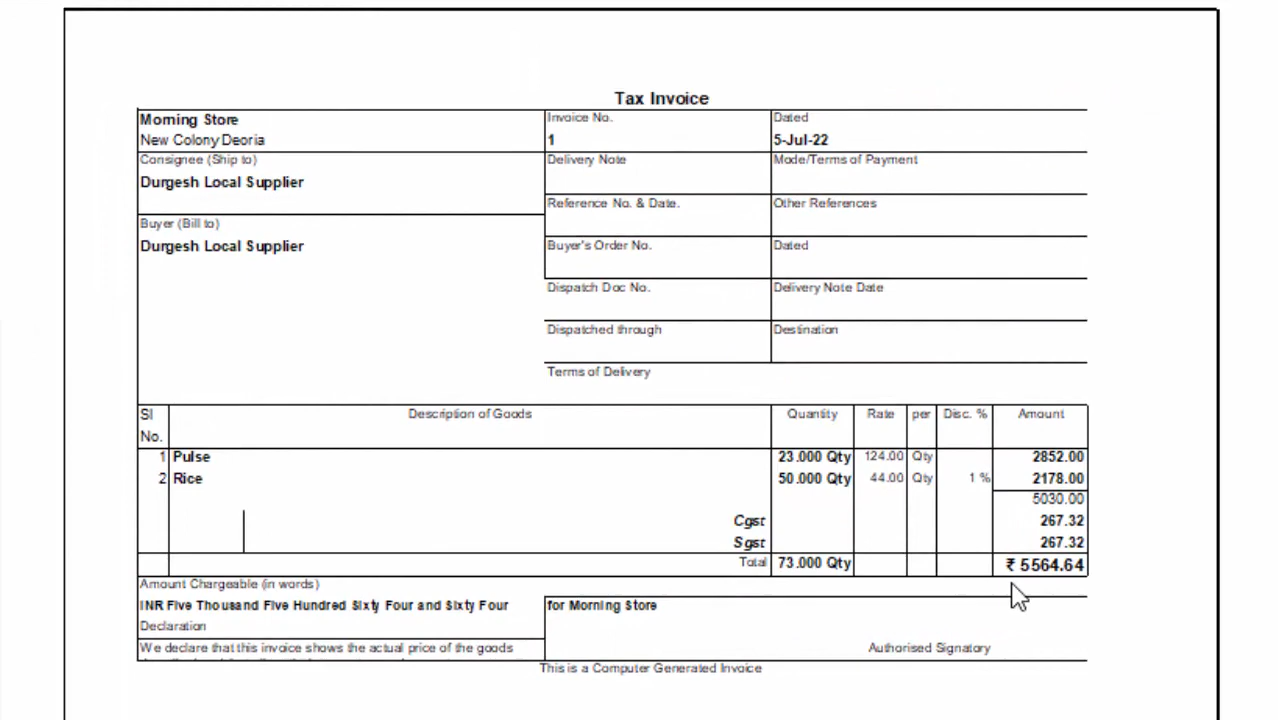 Tax Invoice
Morning Store
New Colony Deoria
Invoice No.
1
Dated
5-Jul-22
Consignee (Ship to)
Durgesh Local Supplier
Delivery Note
Mode/Terms of Payment
Reference No. & Date.
Other References
Buyer (Bill to)
Durgesh Local Supplier
Buyer's Order No.
Dated
Dispatch Doc No.
Delivery Note Date
Dispatched through
Destination
Terms of Delivery
Sl No. Description of Goods Quantity Rate per Disc. % Amount
1 Pulse 23.000 Qty 124.00 Qty 2852.00
2 Rice 50.000 Qty 44.00 Qty 1 % 2178.00
5030.00
Cgst 267.32
Sgst 267.32
Total 73.000 Qty ₹ 5564.64
Amount Chargeable (in words)
INR Five Thousand Five Hundred Sixty Four and Sixty Four
for Morning Store
Declaration
We declare that this invoice shows the actual price of the goods
Authorised Signatory
This is a Computer Generated Invoice